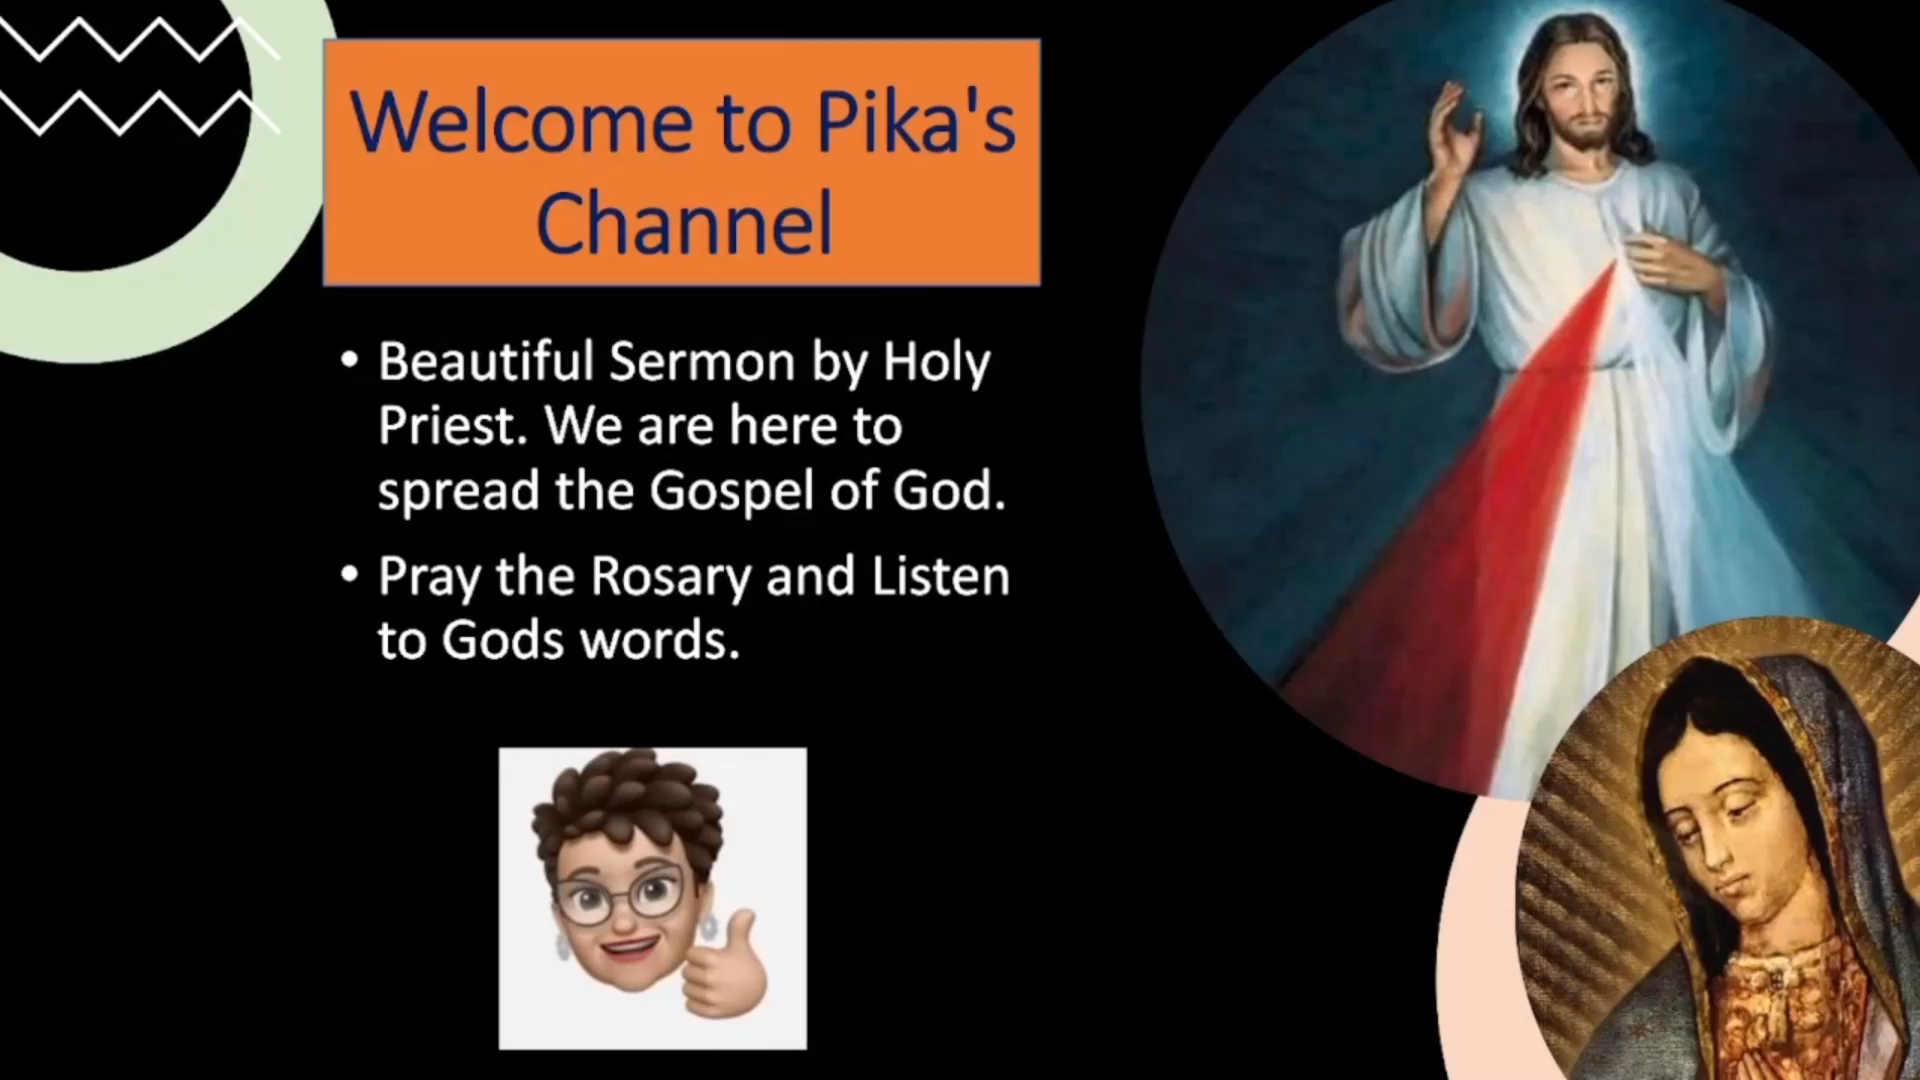 Welcome to Pika's
Channel
• Beautiful Sermon by Holy
Priest. We are here to
spread the Gospel of God.
• Pray the Rosary and Listen
to Gods words.